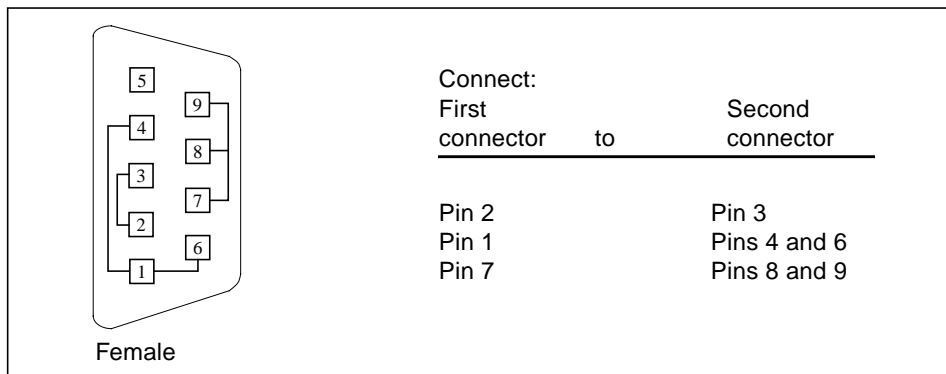 5
9
4
8
3
7
2
6
1
Female
Connect:
First Second
connector to connector
Pin 2 Pin 3
Pin 1 Pins 4 and 6
Pin 7 Pins 8 and 9